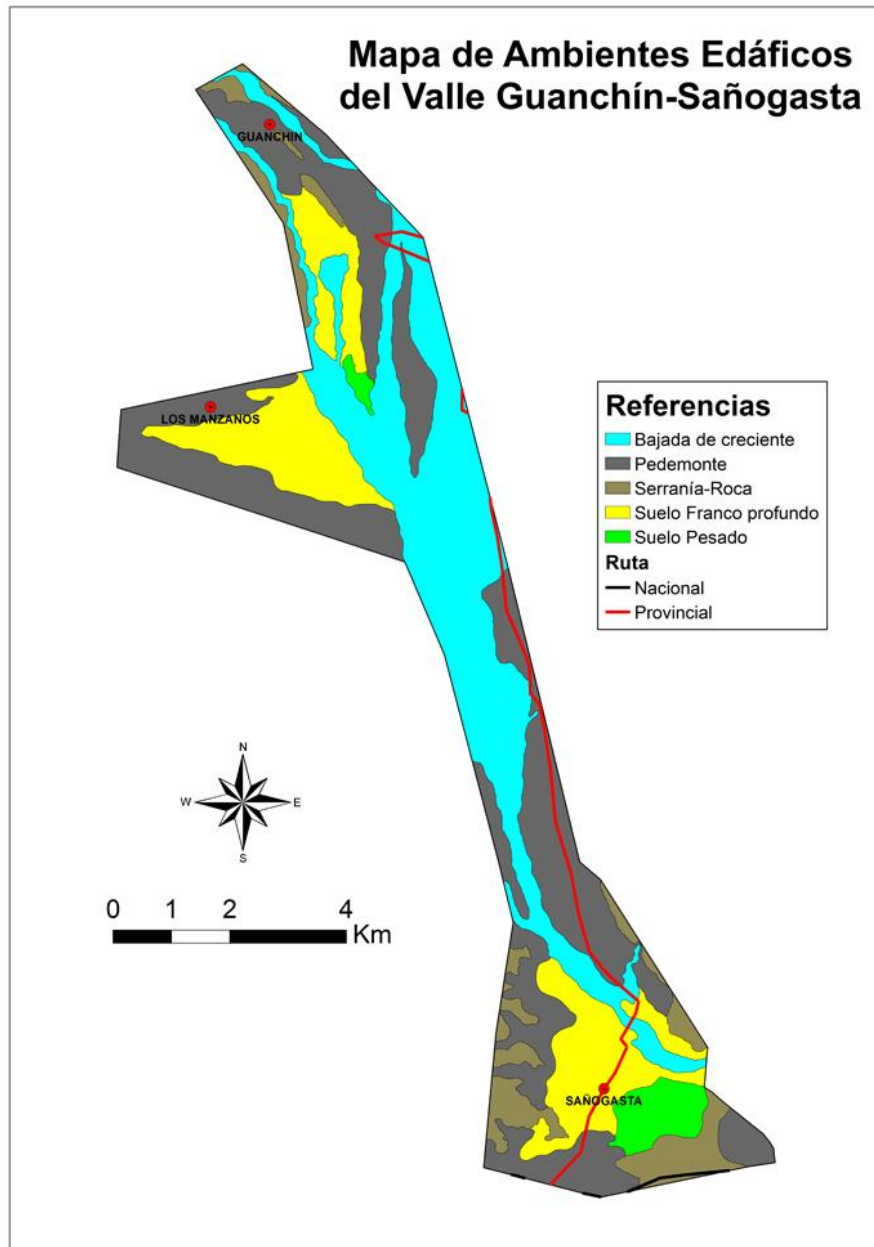 Mapa de Ambientes Edáficos
del Valle Guanchín-Sañogasta
GUANCHIN
LOS MANZANOS
Referencias
Bajada de creciente
Pedemonte
Serranía-Roca
Suelo Franco profundo
Suelo Pesado
Ruta
Nacional
Provincial
N
W E
S
0 1 2 4
Km
SAÑOGASTA